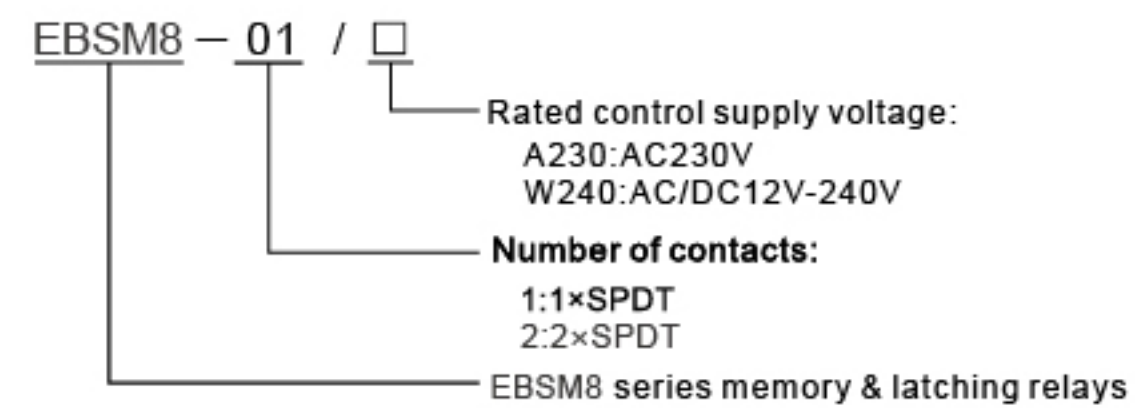 EBSM8 — 01 / □
Rated control supply voltage:
A230:AC230V
W240:AC/DC12V-240V
Number of contacts:
1:1×SPDT
2:2×SPDT
EBSM8 series memory & latching relays